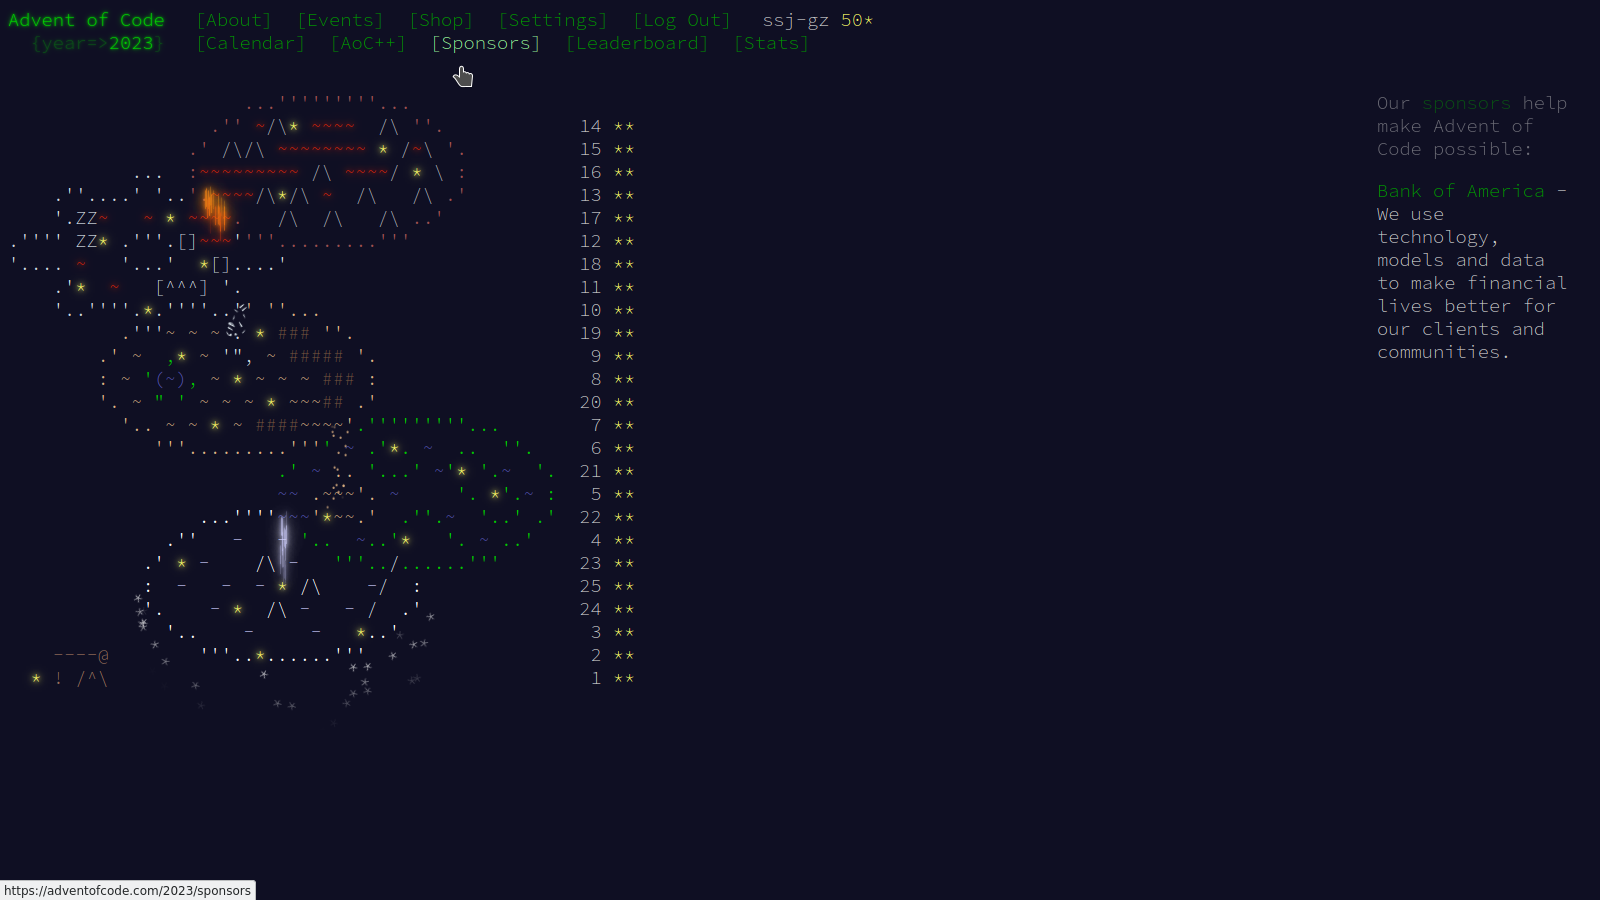 Advent of Code [About] [Events] [Shop] [Settings] [Log Out] ssj-gz 50*
{year=>2023} [Calendar] [AoC++] [Sponsors] [Leaderboard] [Stats]
14 **
15 **
16 **
13 **
17 **
12 **
18 **
11 **
10 **
19 **
9 **
8 **
20 **
7 **
6 **
21 **
5 **
22 **
4 **
23 **
25 **
24 **
3 **
2 **
1 **
Our sponsors help
make Advent of
Code possible:
Bank of America -
We use
technology,
models and data
to make financial
lives better for
our clients and
communities.
https://adventofcode.com/2023/sponsors